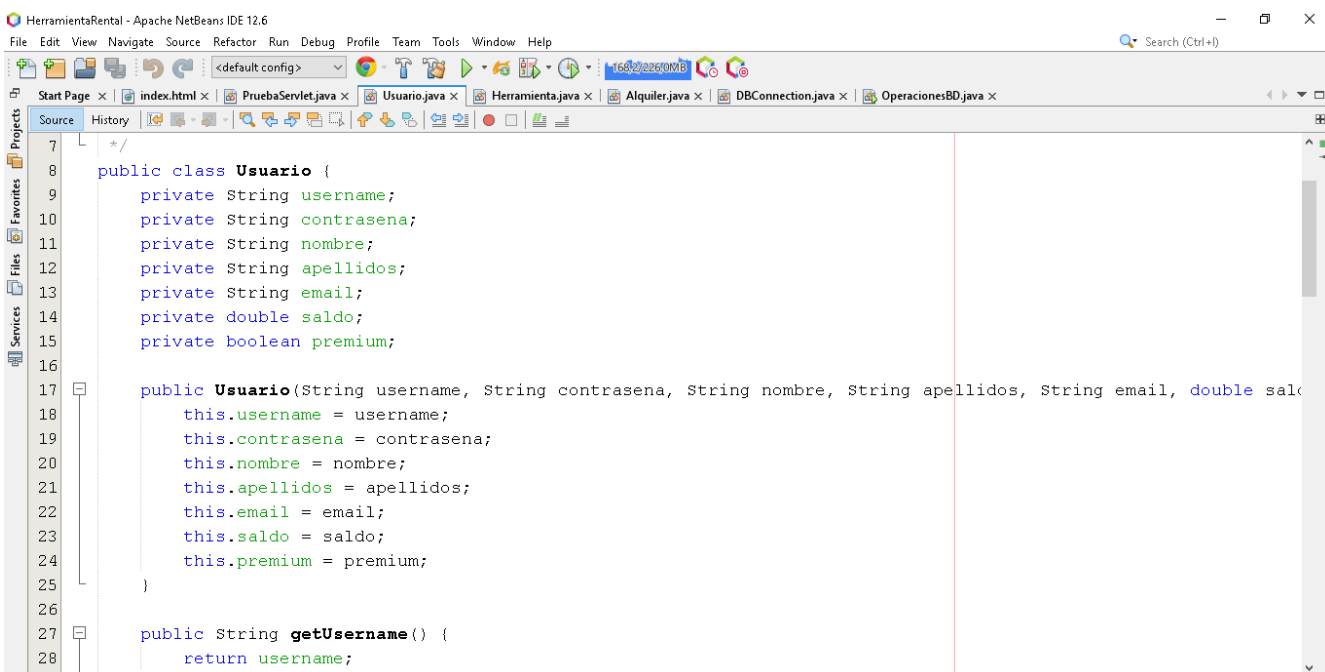 HerramientaRental - Apache NetBeans IDE 12.6
File Edit View Navigate Source Refactor Run Debug Profile Team Tools Window Help
Search (Ctrl+I)
<default config>
168,2/226,0MB
Start Page index.html PruebaServlet.java Usuario.java Herramienta.java Alquiler.java DBConnection.java OperacionesBD.java
Source History
Projects
Favorites
Files
Services
7 */
8 public class Usuario {
9 private String username;
10 private String contrasena;
11 private String nombre;
12 private String apellidos;
13 private String email;
14 private double saldo;
15 private boolean premium;
16
17 public Usuario(String username, String contrasena, String nombre, String apellidos, String email, double
18 this.username = username;
19 this.contrasena = contrasena;
20 this.nombre = nombre;
21 this.apellidos = apellidos;
22 this.email = email;
23 this.saldo = saldo;
24 this.premium = premium;
25 }
26
27 public String getUsername() {
28 return username;